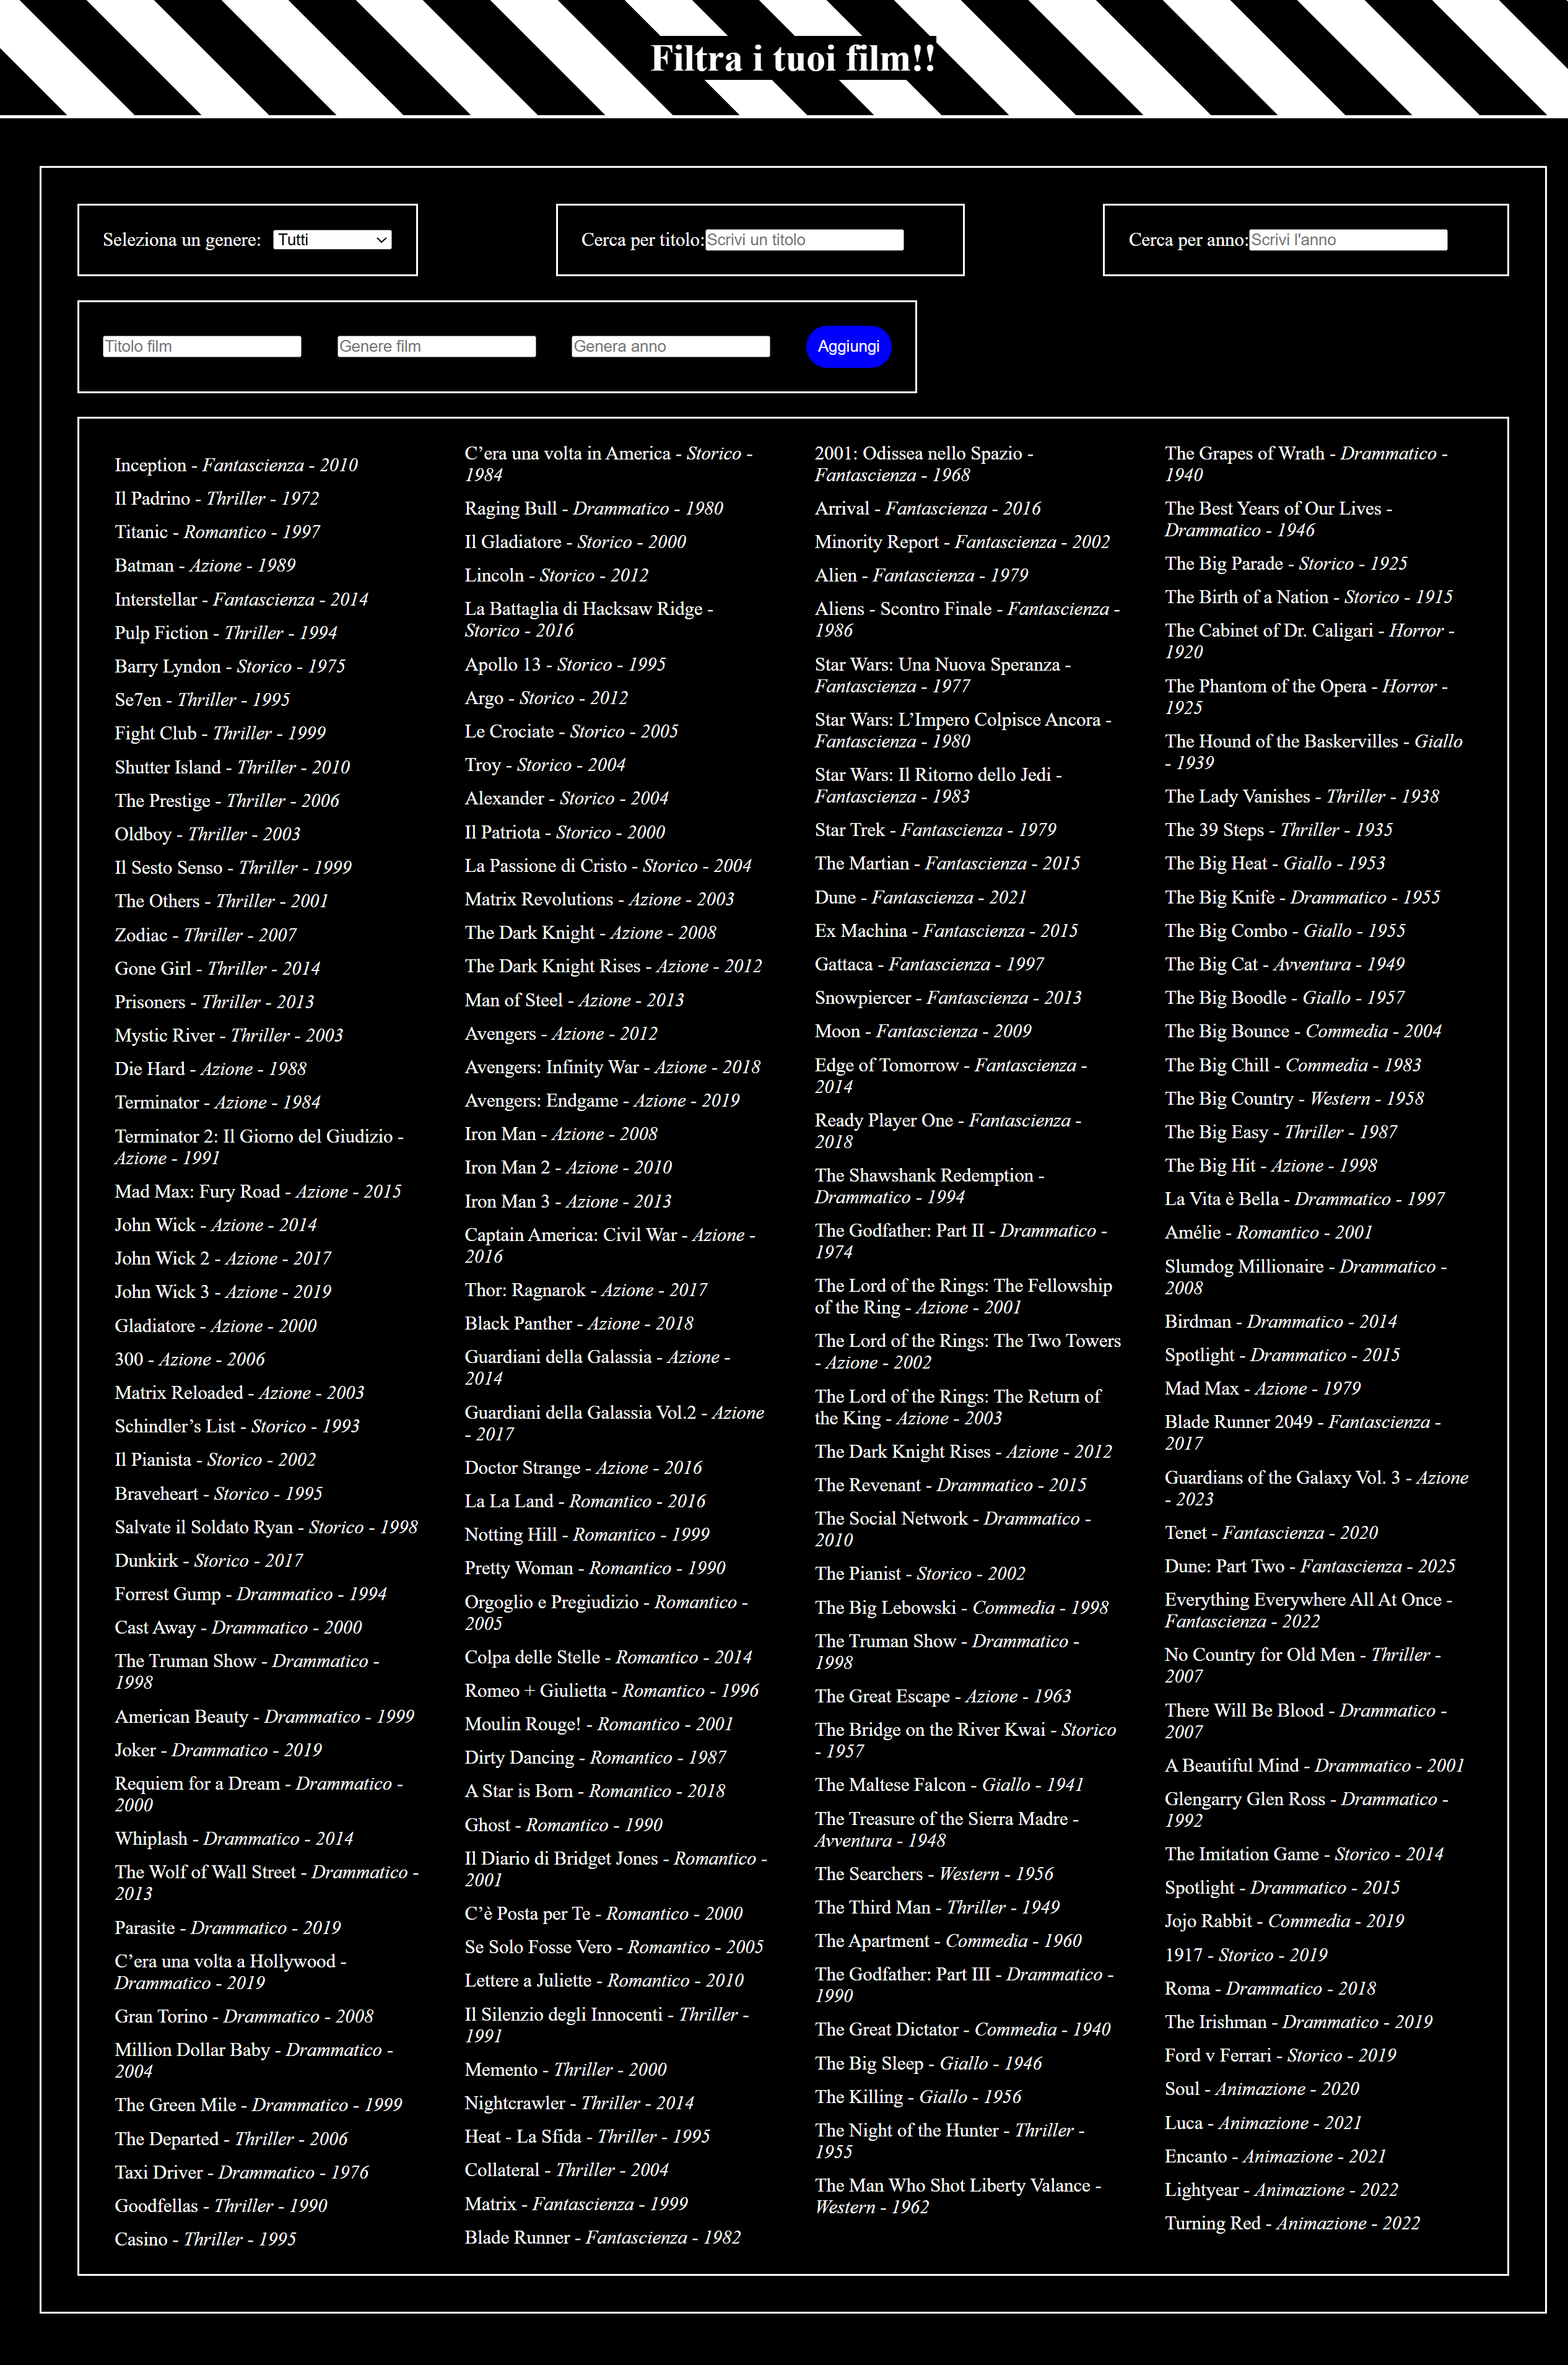 Filtra i tuoi film!!
Seleziona un genere: Tutti
Cerca per titolo: Scrivi un titolo
Cerca per anno: Scrivi l'anno
Titolo film
Genere film
Genera anno
Aggiungi
Inception - Fantascienza - 2010
Il Padrino - Thriller - 1972
Titanic - Romantico - 1997
Batman - Azione - 1989
Interstellar - Fantascienza - 2014
Pulp Fiction - Thriller - 1994
Barry Lyndon - Storico - 1975
Se7en - Thriller - 1995
Fight Club - Thriller - 1999
Shutter Island - Thriller - 2010
The Prestige - Thriller - 2006
Oldboy - Thriller - 2003
Il Sesto Senso - Thriller - 1999
The Others - Thriller - 2001
Zodiac - Thriller - 2007
Gone Girl - Thriller - 2014
Prisoners - Thriller - 2013
Mystic River - Thriller - 2003
Die Hard - Azione - 1988
Terminator - Azione - 1984
Terminator 2: Il Giorno del Giudizio -
Azione - 1991
Mad Max: Fury Road - Azione - 2015
John Wick - Azione - 2014
John Wick 2 - Azione - 2017
John Wick 3 - Azione - 2019
Gladiatore - Azione - 2000
300 - Azione - 2006
Matrix Reloaded - Azione - 2003
Schindler’s List - Storico - 1993
Il Pianista - Storico - 2002
Braveheart - Storico - 1995
Salvate il Soldato Ryan - Storico - 1998
Dunkirk - Storico - 2017
Forrest Gump - Drammatico - 1994
Cast Away - Drammatico - 2000
The Truman Show - Drammatico -
1998
American Beauty - Drammatico - 1999
Joker - Drammatico - 2019
Requiem for a Dream - Drammatico -
2000
Whiplash - Drammatico - 2014
The Wolf of Wall Street - Drammatico -
2013
Parasite - Drammatico - 2019
C’era una volta a Hollywood -
Drammatico - 2019
Gran Torino - Drammatico - 2008
Million Dollar Baby - Drammatico -
2004
The Green Mile - Drammatico - 1999
The Departed - Thriller - 2006
Taxi Driver - Drammatico - 1976
Goodfellas - Thriller - 1990
Casino - Thriller - 1995
C’era una volta in America - Storico -
1984
Raging Bull - Drammatico - 1980
Il Gladiatore - Storico - 2000
Lincoln - Storico - 2012
La Battaglia di Hacksaw Ridge -
Storico - 2016
Apollo 13 - Storico - 1995
Argo - Storico - 2012
Le Crociate - Storico - 2005
Troy - Storico - 2004
Alexander - Storico - 2004
Il Patriota - Storico - 2000
La Passione di Cristo - Storico - 2004
Matrix Revolutions - Azione - 2003
The Dark Knight - Azione - 2008
The Dark Knight Rises - Azione - 2012
Man of Steel - Azione - 2013
Avengers - Azione - 2012
Avengers: Infinity War - Azione - 2018
Avengers: Endgame - Azione - 2019
Iron Man - Azione - 2008
Iron Man 2 - Azione - 2010
Iron Man 3 - Azione - 2013
Captain America: Civil War - Azione -
2016
Thor: Ragnarok - Azione - 2017
Black Panther - Azione - 2018
Guardiani della Galassia - Azione -
2014
Guardiani della Galassia Vol.2 - Azione
- 2017
Doctor Strange - Azione - 2016
La La Land - Romantico - 2016
Notting Hill - Romantico - 1999
Pretty Woman - Romantico - 1990
Orgoglio e Pregiudizio - Romantico -
2005
Colpa delle Stelle - Romantico - 2014
Romeo + Giulietta - Romantico - 1996
Moulin Rouge! - Romantico - 2001
Dirty Dancing - Romantico - 1987
A Star is Born - Romantico - 2018
Ghost - Romantico - 1990
Il Diario di Bridget Jones - Romantico -
2001
C’è Posta per Te - Romantico - 2000
Se Solo Fosse Vero - Romantico - 2005
Lettere a Juliette - Romantico - 2010
Il Silenzio degli Innocenti - Thriller -
1991
Memento - Thriller - 2000
Nightcrawler - Thriller - 2014
Heat - La Sfida - Thriller - 1995
Collateral - Thriller - 2004
Matrix - Fantascienza - 1999
Blade Runner - Fantascienza - 1982
2001: Odissea nello Spazio -
Fantascienza - 1968
Arrival - Fantascienza - 2016
Minority Report - Fantascienza - 2002
Alien - Fantascienza - 1979
Aliens - Scontro Finale - Fantascienza -
1986
Star Wars: Una Nuova Speranza -
Fantascienza - 1977
Star Wars: L’Impero Colpisce Ancora -
Fantascienza - 1980
Star Wars: Il Ritorno dello Jedi -
Fantascienza - 1983
Star Trek - Fantascienza - 1979
The Martian - Fantascienza - 2015
Dune - Fantascienza - 2021
Ex Machina - Fantascienza - 2015
Gattaca - Fantascienza - 1997
Snowpiercer - Fantascienza - 2013
Moon - Fantascienza - 2009
Edge of Tomorrow - Fantascienza -
2014
Ready Player One - Fantascienza -
2018
The Shawshank Redemption -
Drammatico - 1994
The Godfather: Part II - Drammatico -
1974
The Lord of the Rings: The Fellowship
of the Ring - Azione - 2001
The Lord of the Rings: The Two Towers
- Azione - 2002
The Lord of the Rings: The Return of
the King - Azione - 2003
The Dark Knight Rises - Azione - 2012
The Revenant - Drammatico - 2015
The Social Network - Drammatico -
2010
The Pianist - Storico - 2002
The Big Lebowski - Commedia - 1998
The Truman Show - Drammatico -
1998
The Great Escape - Azione - 1963
The Bridge on the River Kwai - Storico
- 1957
The Maltese Falcon - Giallo - 1941
The Treasure of the Sierra Madre -
Avventura - 1948
The Searchers - Western - 1956
The Third Man - Thriller - 1949
The Apartment - Commedia - 1960
The Godfather: Part III - Drammatico -
1990
The Great Dictator - Commedia - 1940
The Big Sleep - Giallo - 1946
The Killing - Giallo - 1956
The Night of the Hunter - Thriller -
1955
The Man Who Shot Liberty Valance -
Western - 1962
The Grapes of Wrath - Drammatico -
1940
The Best Years of Our Lives -
Drammatico - 1946
The Big Parade - Storico - 1925
The Birth of a Nation - Storico - 1915
The Cabinet of Dr. Caligari - Horror -
1920
The Phantom of the Opera - Horror -
1925
The Hound of the Baskervilles - Giallo
- 1939
The Lady Vanishes - Thriller - 1938
The 39 Steps - Thriller - 1935
The Big Heat - Giallo - 1953
The Big Knife - Drammatico - 1955
The Big Combo - Giallo - 1955
The Big Cat - Avventura - 1949
The Big Boodle - Giallo - 1957
The Big Bounce - Commedia - 2004
The Big Chill - Commedia - 1983
The Big Country - Western - 1958
The Big Easy - Thriller - 1987
The Big Hit - Azione - 1998
La Vita è Bella - Drammatico - 1997
Amélie - Romantico - 2001
Slumdog Millionaire - Drammatico -
2008
Birdman - Drammatico - 2014
Spotlight - Drammatico - 2015
Mad Max - Azione - 1979
Blade Runner 2049 - Fantascienza -
2017
Guardians of the Galaxy Vol. 3 - Azione
- 2023
Tenet - Fantascienza - 2020
Dune: Part Two - Fantascienza - 2025
Everything Everywhere All At Once -
Fantascienza - 2022
No Country for Old Men - Thriller -
2007
There Will Be Blood - Drammatico -
2007
A Beautiful Mind - Drammatico - 2001
Glengarry Glen Ross - Drammatico -
1992
The Imitation Game - Storico - 2014
Spotlight - Drammatico - 2015
Jojo Rabbit - Commedia - 2019
1917 - Storico - 2019
Roma - Drammatico - 2018
The Irishman - Drammatico - 2019
Ford v Ferrari - Storico - 2019
Soul - Animazione - 2020
Luca - Animazione - 2021
Encanto - Animazione - 2021
Lightyear - Animazione - 2022
Turning Red - Animazione - 2022